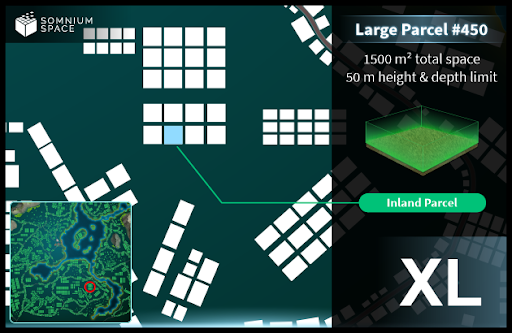 SOMNIUM
SPACE
Large Parcel #450
1500 m² total space
50 m height & depth limit
Inland Parcel
XL